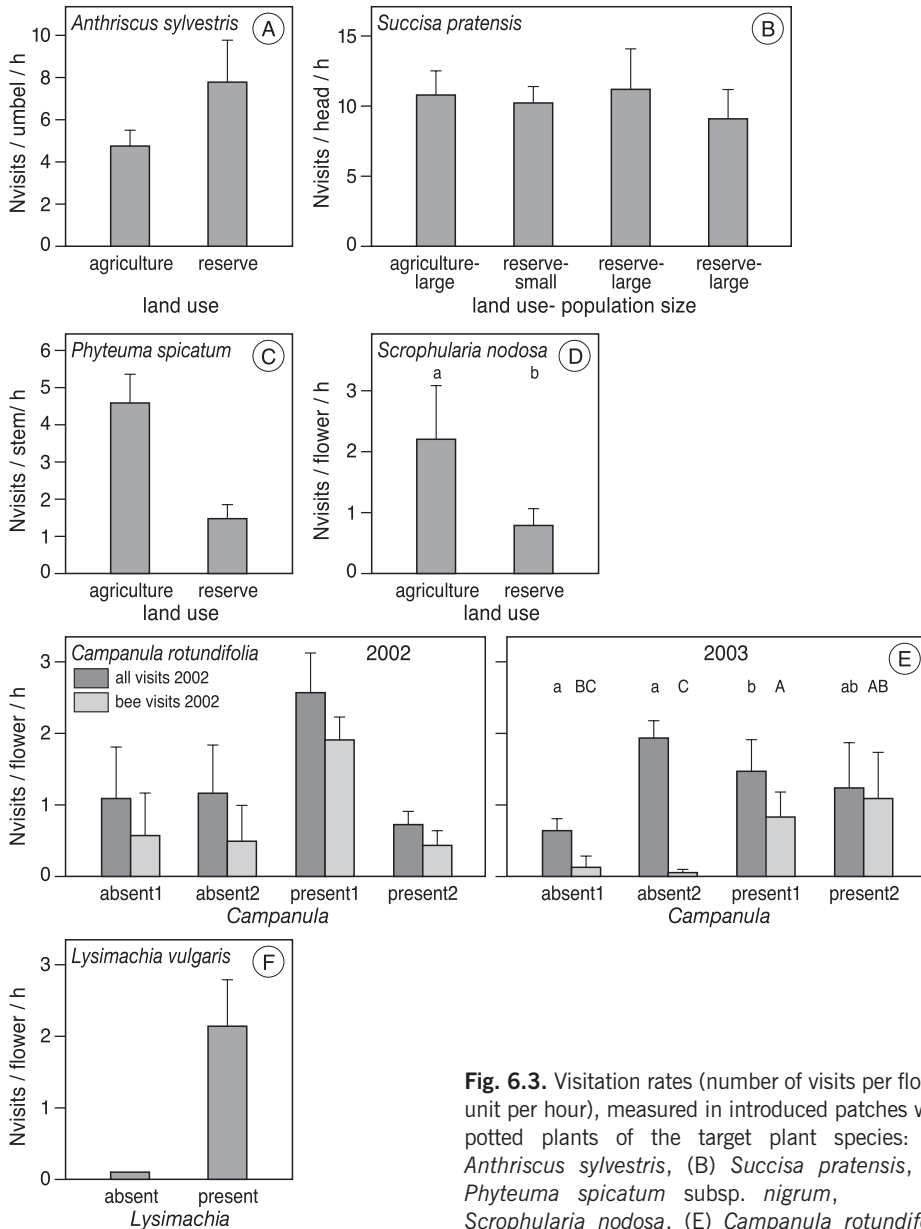 Anthriscus sylvestris A
10
8
6
4
2
0
Nvisits / umbel / h
agriculture reserve
land use
Succisa pratensis B
15
10
5
0
Nvisits / head / h
agriculture- reserve- reserve- reserve-
large small large large
land use- population size
Phyteuma spicatum C
6
5
4
3
2
1
0
Nvisits / stem/ h
agriculture reserve
land use
Scrophularia nodosa D
a b
3
2
1
0
Nvisits / flower / h
agriculture reserve
land use
Campanula rotundifolia 2002
all visits 2002
bee visits 2002
3
2
1
0
Nvisits / flower / h
absent1 absent2 present1 present2
Campanula
2003 E
a BC a C b A ab AB
absent1 absent2 present1 present2
Campanula
Lysimachia vulgaris F
3
2
1
0
Nvisits / flower / h
absent present
Lysimachia
Fig. 6.3. Visitation rates (number of visits per flo
unit per hour), measured in introduced patches
potted plants of the target plant species:
Anthriscus sylvestris, (B) Succisa pratensis,
Phyteuma spicatum subsp. nigrum,
Scrophularia nodosa, (E) Campanula rotundif